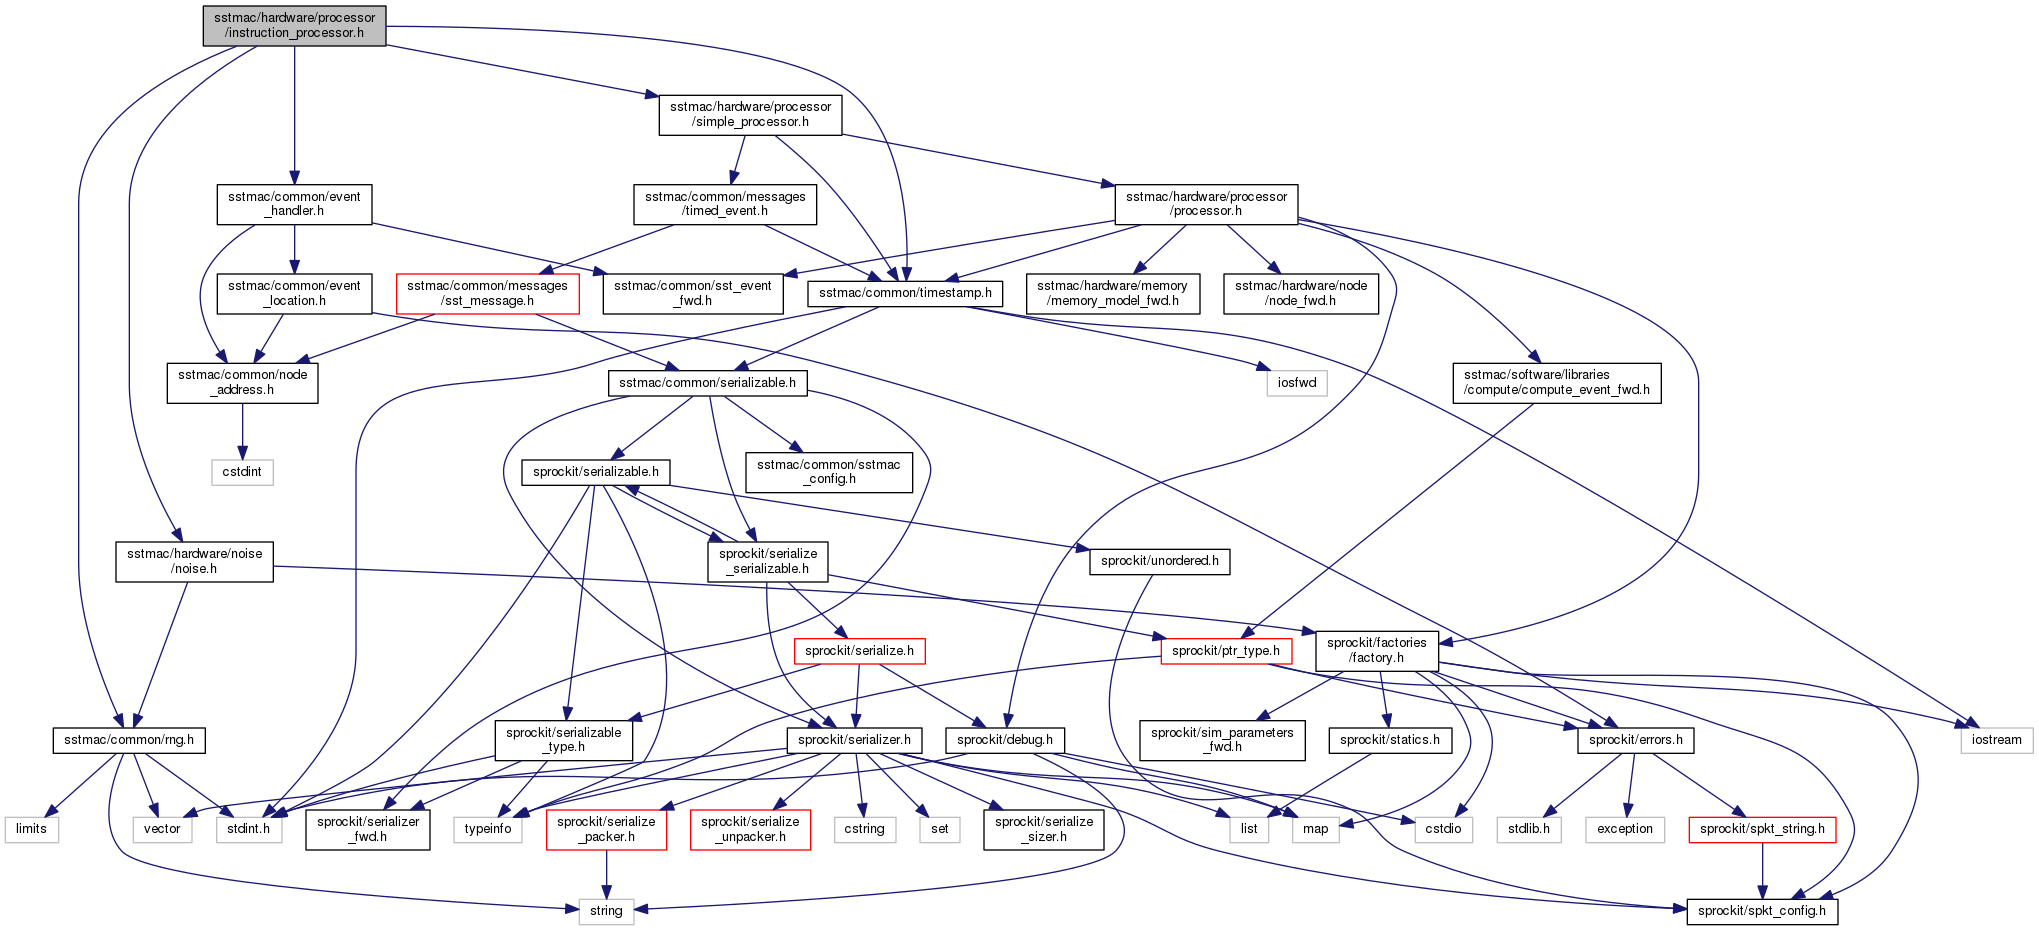 sstmac/hardware/processor
/instruction_processor.h
sstmac/hardware/processor
/simple_processor.h
sstmac/common/event
_handler.h
sstmac/common/messages
/timed_event.h
sstmac/hardware/processor
/processor.h
sstmac/common/event
_location.h
sstmac/common/messages
/sst_message.h
sstmac/common/sst_event
_fwd.h
sstmac/common/timestamp.h
sstmac/hardware/memory
/memory_model_fwd.h
sstmac/hardware/node
/node_fwd.h
sstmac/common/node
_address.h
sstmac/common/serializable.h
iosfwd
sstmac/software/libraries
/compute/compute_event_fwd.h
cstdint
sprockit/serializable.h
sstmac/common/sstmac
_config.h
sstmac/hardware/noise
/noise.h
sprockit/serialize
_serializable.h
sprockit/unordered.h
sprockit/serialize.h
sprockit/ptr_type.h
sprockit/factories
/factory.h
sstmac/common/rng.h
sprockit/serializable
_type.h
sprockit/serializer.h
sprockit/debug.h
sprockit/sim_parameters
_fwd.h
sprockit/statics.h
sprockit/errors.h
iostream
limits
vector
stdint.h
sprockit/serializer
_fwd.h
typeinfo
sprockit/serialize
_packer.h
sprockit/serialize
_unpacker.h
cstring
set
sprockit/serialize
_sizer.h
list
map
cstdio
stdlib.h
exception
sprockit/spkt_string.h
string
sprockit/spkt_config.h